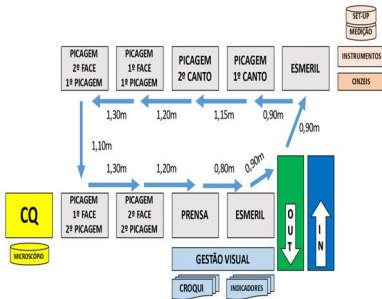 SET-UP
MEDIÇÃO
PICAGEM
2ª FACE
1ª PICAGEM
PICAGEM
1ª FACE
1ª PICAGEM
PICAGEM
2º CANTO
PICAGEM
1º CANTO
ESMERIL
INSTRUMENTOS
CINZEIS
1,30m
1,20m
1,15m
0,90m
0,90m
1,10m
1,30m
1,20m
0,80m
0,90m
CQ
MICROSCÓPIO
PICAGEM
1ª FACE
2ª PICAGEM
PICAGEM
2ª FACE
2ª PICAGEM
PRENSA
ESMERIL
OUT
IN
GESTÃO VISUAL
CROQUI
INDICADORES